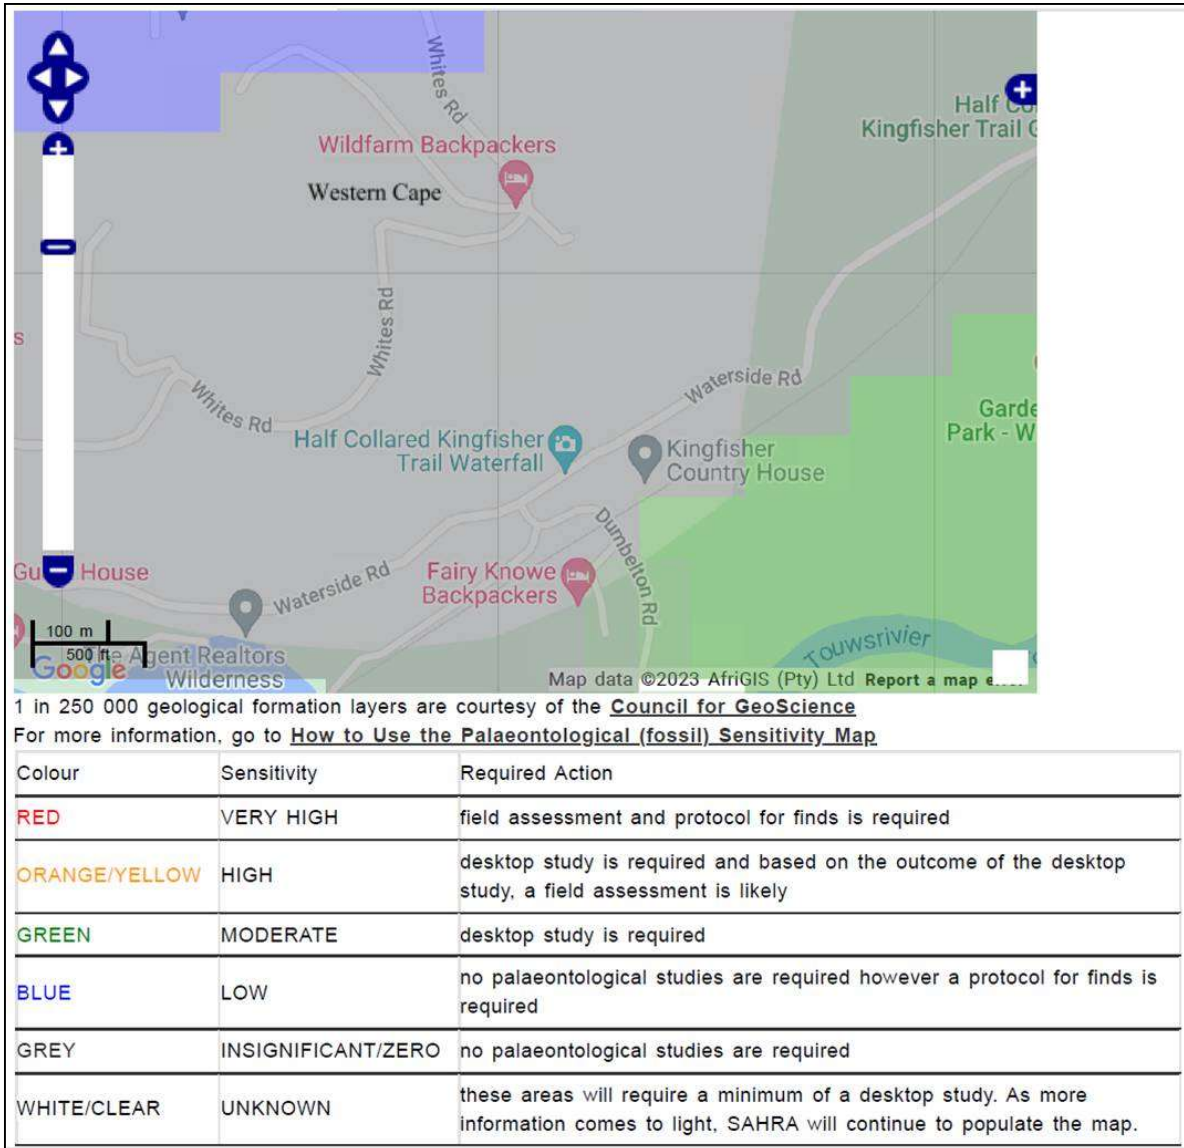 Whites Rd
Half Co
Kingfisher Trail G
Wildfarm Backpackers
Western Cape
Whites Rd
s
Whites Rd
Waterside Rd
Garde
Park - W
Half Collared Kingfisher
Trail Waterfall
Kingfisher
Country House
Dumbelton Rd
Gu House
Waterside Rd
Fairy Knowe
Backpackers
Touwsrivier
100 m
500 ft
Agent Realtors
Wilderness
Google
Map data ©2023 AfriGIS (Pty) Ltd Report a map e
1 in 250 000 geological formation layers are courtesy of the Council for GeoScience
For more information, go to How to Use the Palaeontological (fossil) Sensitivity Map
Colour Sensitivity Required Action
RED VERY HIGH field assessment and protocol for finds is required
ORANGE/YELLOW HIGH desktop study is required and based on the outcome of the desktop
study, a field assessment is likely
GREEN MODERATE desktop study is required
BLUE LOW no palaeontological studies are required however a protocol for finds is
required
GREY INSIGNIFICANT/ZERO no palaeontological studies are required
WHITE/CLEAR UNKNOWN these areas will require a minimum of a desktop study. As more
information comes to light, SAHRA will continue to populate the map.